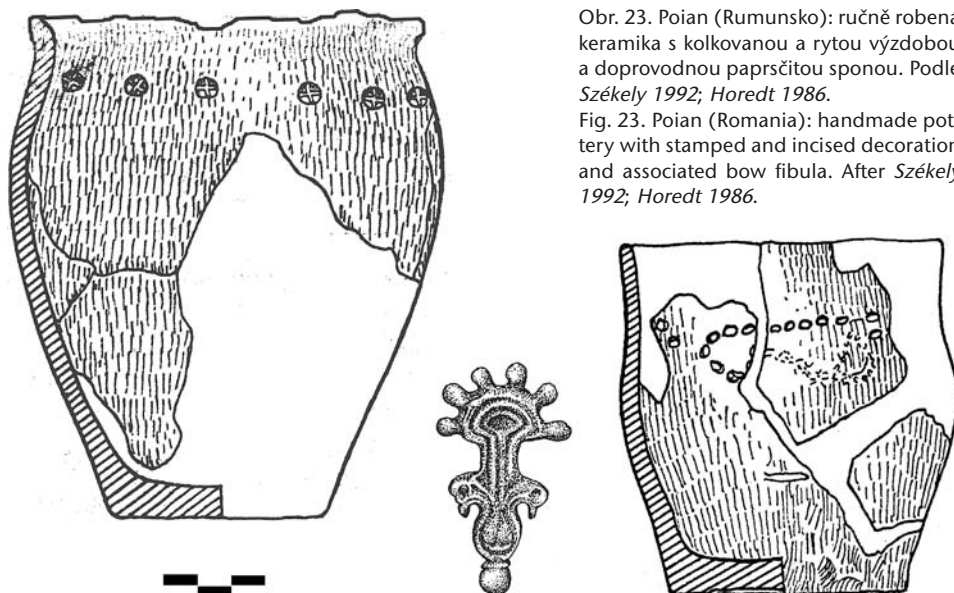 Obr. 23. Poian (Rumunsko): ručně robená
keramika s kolkovanou a rytou výzdobou
a doprovodnou paprsčitou sponou. Podle
Székely 1992; Horedt 1986.
Fig. 23. Poian (Romania): handmade pot
tery with stamped and incised decoration
and associated bow fibula. After Székely
1992; Horedt 1986.